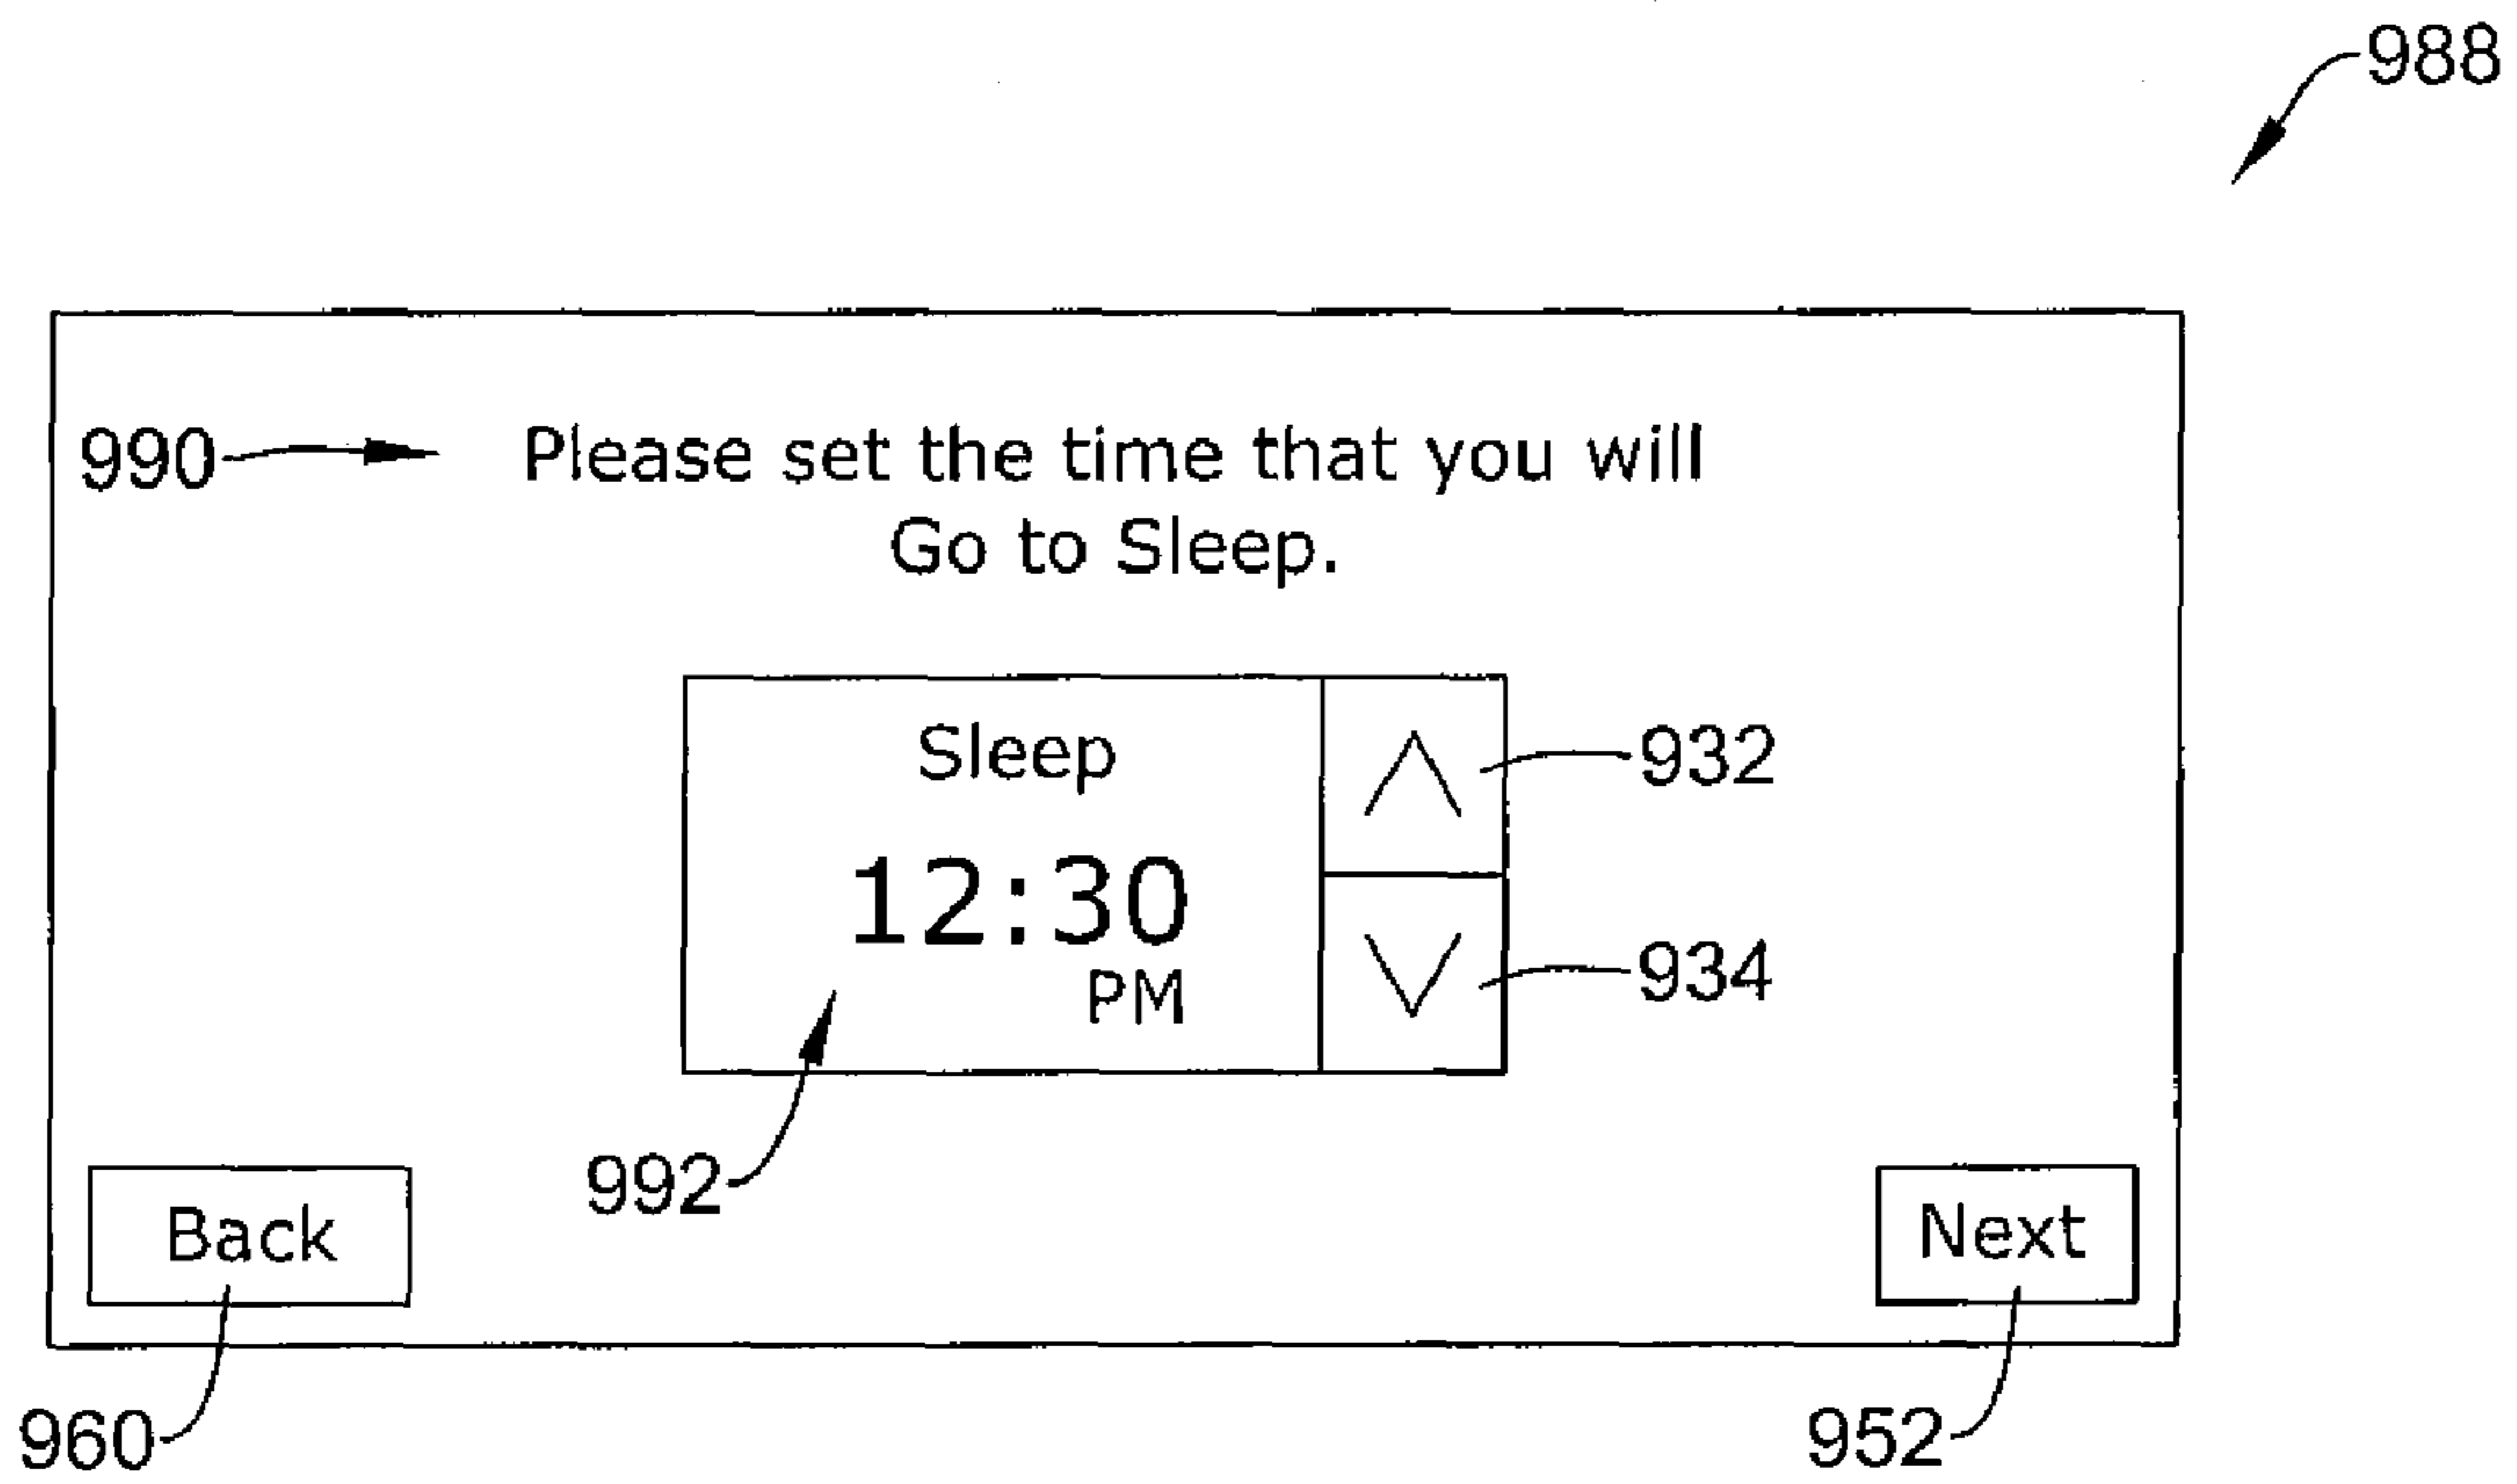 988
990
Please set the time that you will
Go to Sleep.
Sleep
932
12:30
PM
934
992
Back
Next
960
952